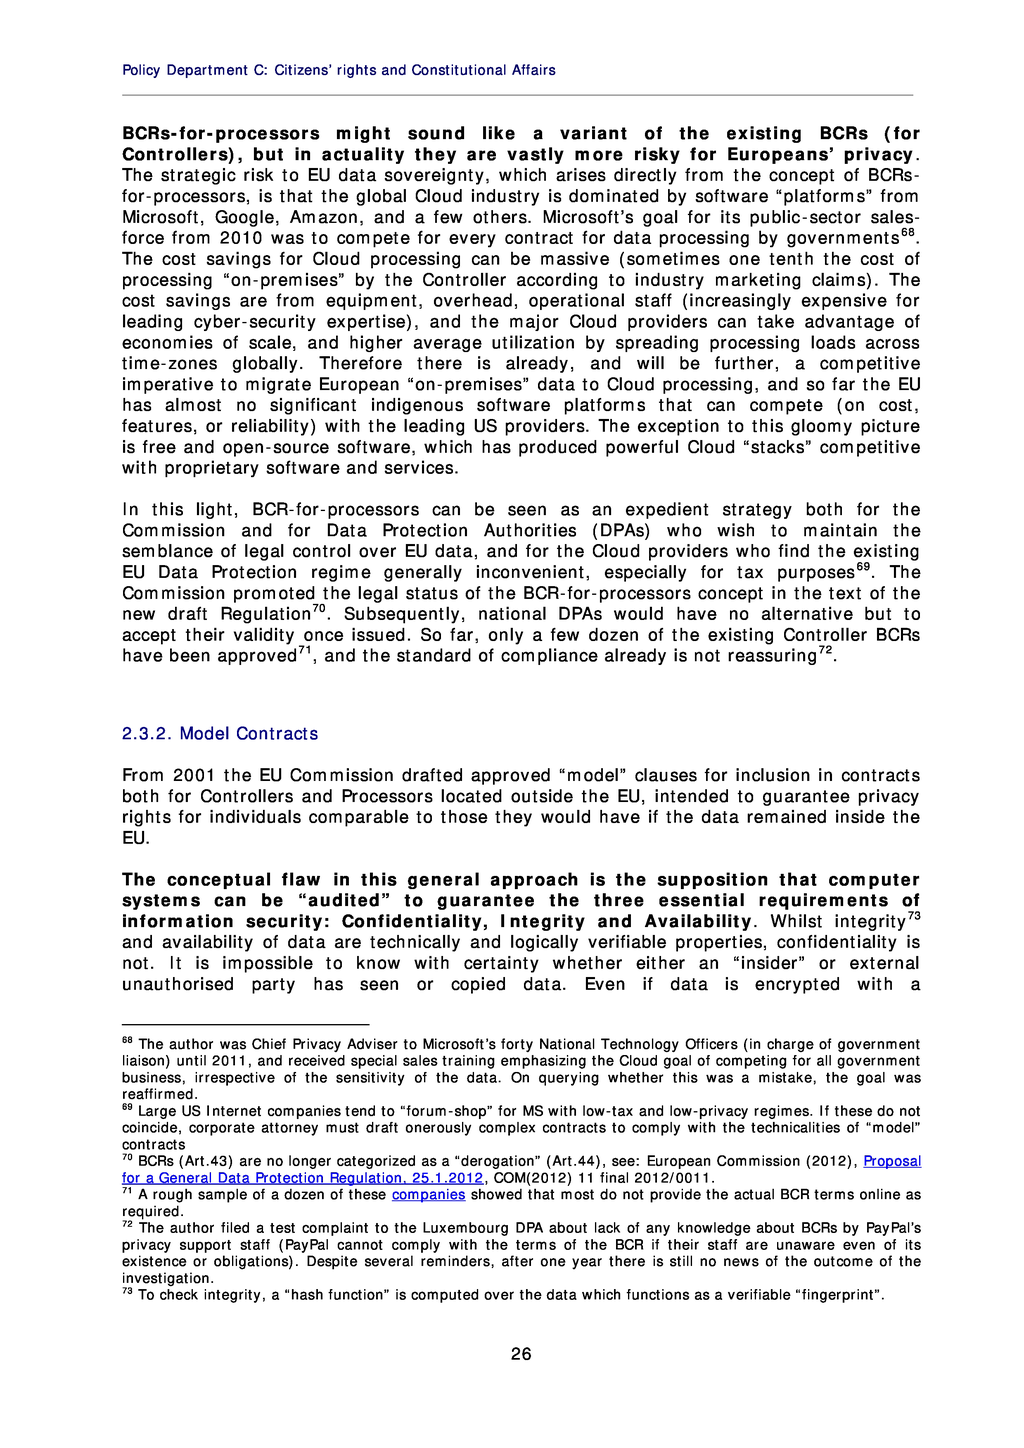 Policy Department C: Citizens’ rights and Constitutional Affairs
BCRs-for-processors might sound like a variant of the existing BCRs (for
Controllers), but in actuality they are vastly more risky for Europeans’ privacy.
The strategic risk to EU data sovereignty, which arises directly from the concept of BCRs-
for-processors, is that the global Cloud industry is dominated by software “platforms” from
Microsoft, Google, Amazon, and a few others. Microsoft’s goal for its public-sector sales-
force from 2010 was to compete for every contract for data processing by governments68.
The cost savings for Cloud processing can be massive (sometimes one tenth the cost of
processing “on-premises” by the Controller according to industry marketing claims). The
cost savings are from equipment, overhead, operational staff (increasingly expensive for
leading cyber-security expertise), and the major Cloud providers can take advantage of
economies of scale, and higher average utilization by spreading processing loads across
time-zones globally. Therefore there is already, and will be further, a competitive
imperative to migrate European “on-premises” data to Cloud processing, and so far the EU
has almost no significant indigenous software platforms that can compete (on cost,
features, or reliability) with the leading US providers. The exception to this gloomy picture
is free and open-source software, which has produced powerful Cloud “stacks” competitive
with proprietary software and services.
In this light, BCR-for-processors can be seen as an expedient strategy both for the
Commission and for Data Protection Authorities (DPAs) who wish to maintain the
semblance of legal control over EU data, and for the Cloud providers who find the existing
EU Data Protection regime generally inconvenient, especially for tax purposes69. The
Commission promoted the legal status of the BCR-for-processors concept in the text of the
new draft Regulation70. Subsequently, national DPAs would have no alternative but to
accept their validity once issued. So far, only a few dozen of the existing Controller BCRs
have been approved71, and the standard of compliance already is not reassuring72.
2.3.2. Model Contracts
From 2001 the EU Commission drafted approved “model” clauses for inclusion in contracts
both for Controllers and Processors located outside the EU, intended to guarantee privacy
rights for individuals comparable to those they would have if the data remained inside the
EU.
The conceptual flaw in this general approach is the supposition that computer
systems can be “audited” to guarantee the three essential requirements of
information security: Confidentiality, Integrity and Availability. Whilst integrity73
and availability of data are technically and logically verifiable properties, confidentiality is
not. It is impossible to know with certainty whether either an “insider” or external
unauthorised party has seen or copied data. Even if data is encrypted with a
68 The author was Chief Privacy Adviser to Microsoft’s forty National Technology Officers (in charge of government
liaison) until 2011, and received special sales training emphasizing the Cloud goal of competing for all government
business, irrespective of the sensitivity of the data. On querying whether this was a mistake, the goal was
reaffirmed.
69 Large US Internet companies tend to “forum-shop” for MS with low-tax and low-privacy regimes. If these do not
coincide, corporate attorney must draft onerously complex contracts to comply with the technicalities of “model”
contracts
70 BCRs (Art.43) are no longer categorized as a “derogation” (Art.44), see: European Commission (2012), Proposal
for a General Data Protection Regulation, 25.1.2012, COM(2012) 11 final 2012/0011.
71 A rough sample of a dozen of these companies showed that most do not provide the actual BCR terms online as
required.
72 The author filed a test complaint to the Luxembourg DPA about lack of any knowledge about BCRs by PayPal’s
privacy support staff (PayPal cannot comply with the terms of the BCR if their staff are unaware even of its
existence or obligations). Despite several reminders, after one year there is still no news of the outcome of the
investigation.
73 To check integrity, a “hash function” is computed over the data which functions as a verifiable “fingerprint”.
26